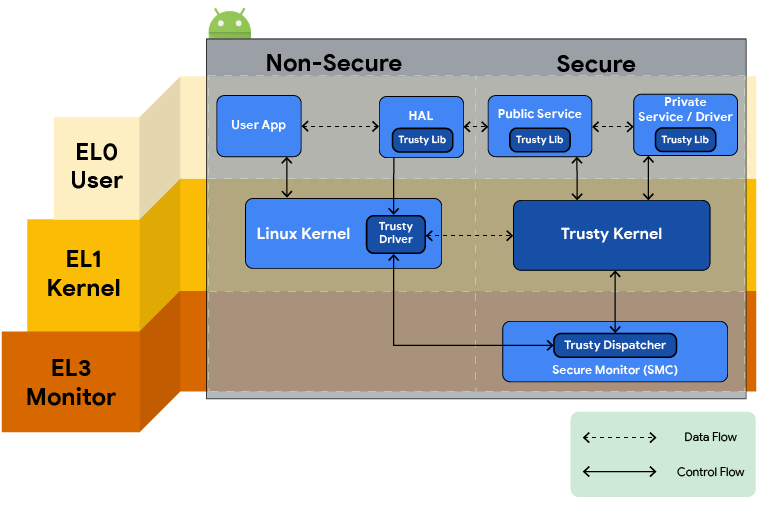 Non-Secure
Secure
EL0
User
User App
HAL
Trusty Lib
Public Service
Trusty Lib
Private
Service / Driver
Trusty Lib
EL1
Kernel
Linux Kernel
Trusty
Driver
Trusty Kernel
EL3
Monitor
Trusty Dispatcher
Secure Monitor (SMC)
Data Flow
Control Flow